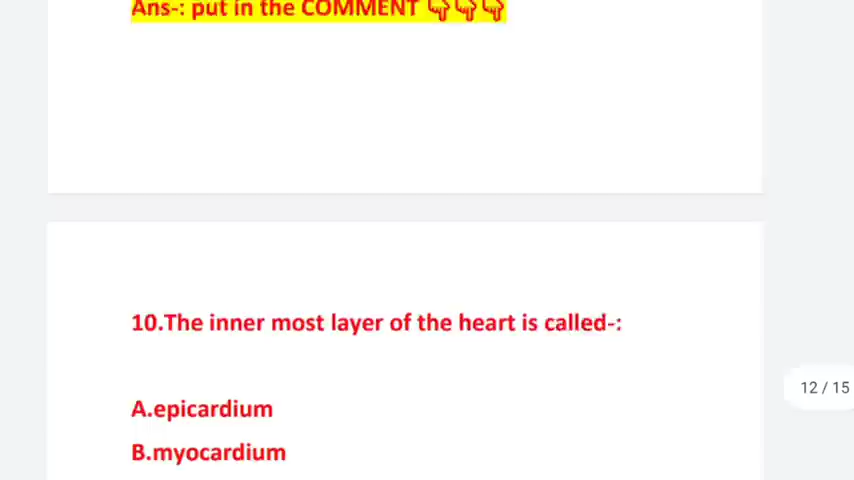 Ans-: put in the COMMENT 👇👇👇
10.The inner most layer of the heart is called-:
12 / 15
A.epicardium
B.myocardium